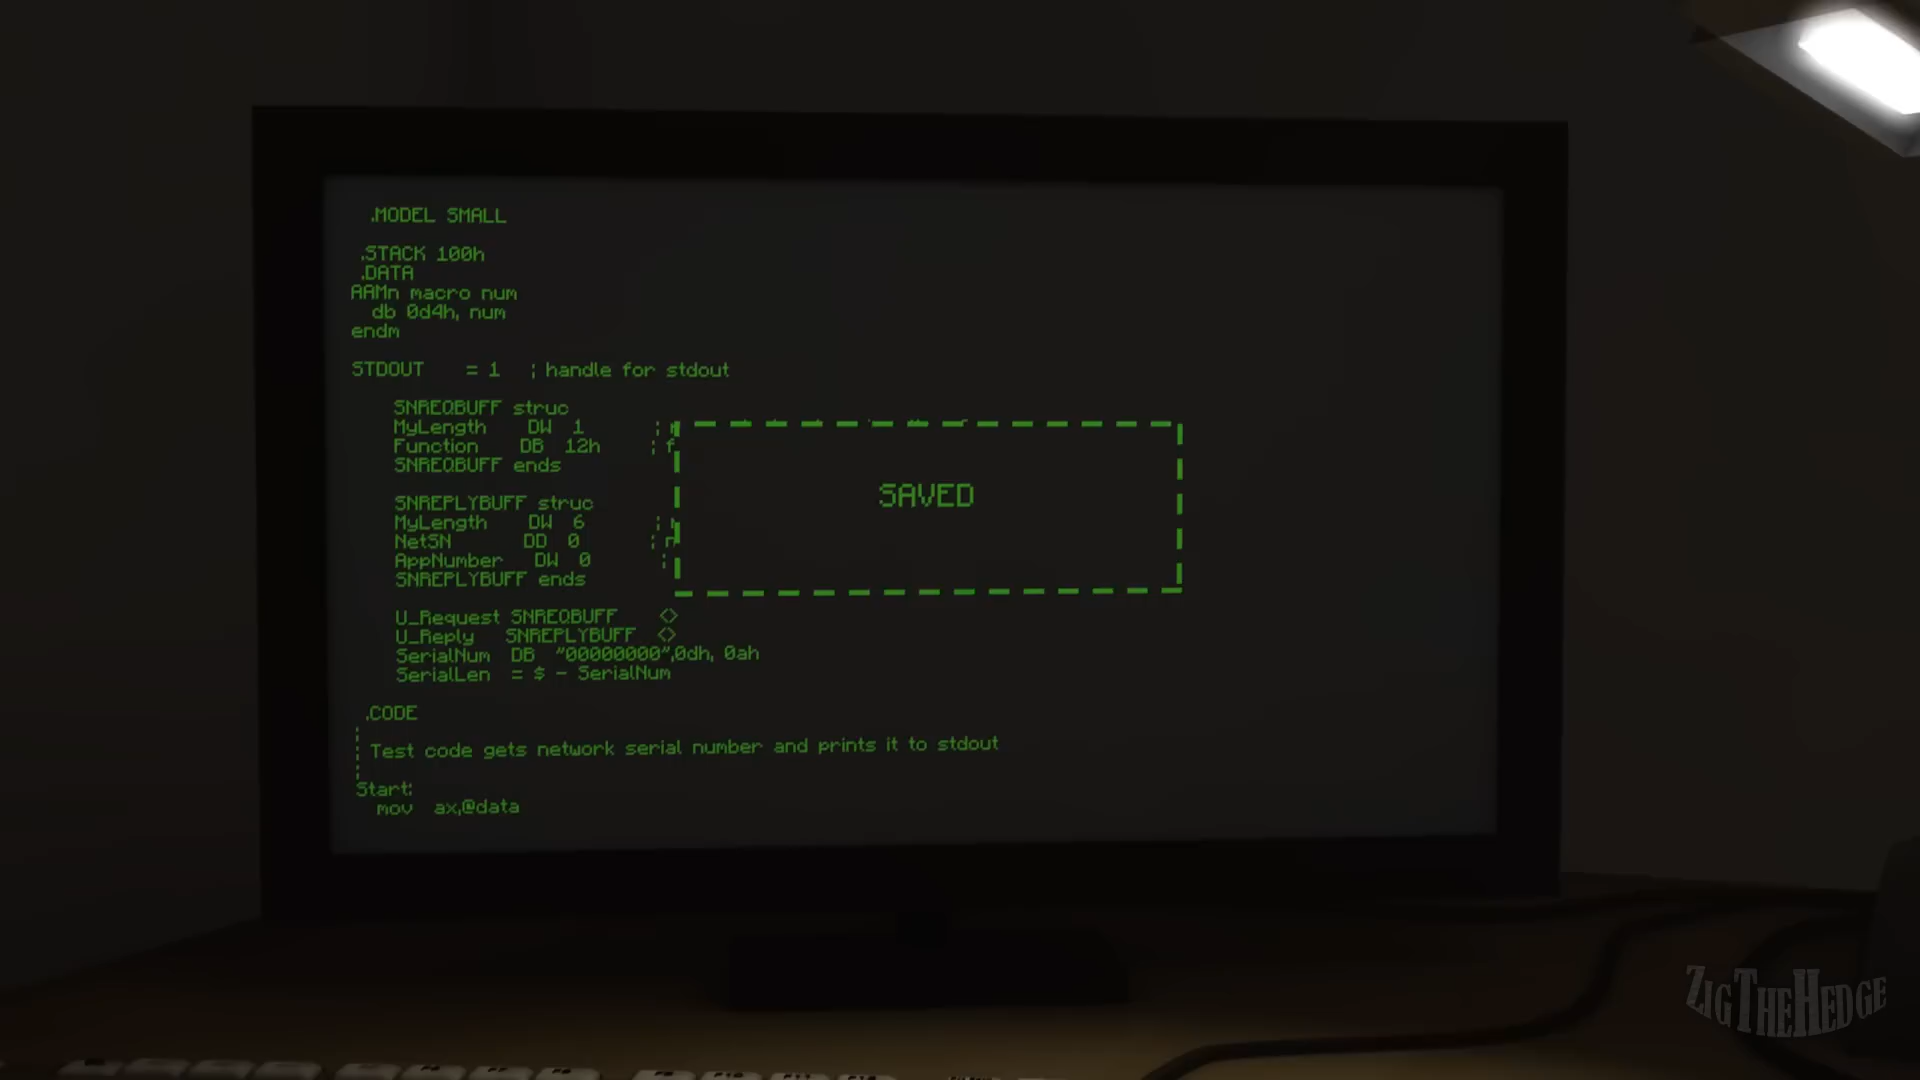 .MODEL SMALL
.STACK 100h
.DATA
AAMn macro num
db 0d4h, num
endm
STDOUT = 1 ; handle for stdout
SNREQBUFF struc
MyLength DW 1 ;
Function DB 12h ; f
SNREQBUFF ends
SAVED
SNREPLYBUFF struc
MyLength DW 6 ;
NetSN DD 0 ;
AppNumber DW 0 ;
SNREPLYBUFF ends
U_Request SNREQBUFF <>
U_Reply SNREPLYBUFF <>
SerialNum DB "00000000",0dh, 0ah
SerialLen = $ - SerialNum
.CODE
; Test code gets network serial number and prints it to stdout
Start:
mov ax,@data
ZIGTHEHEDGE